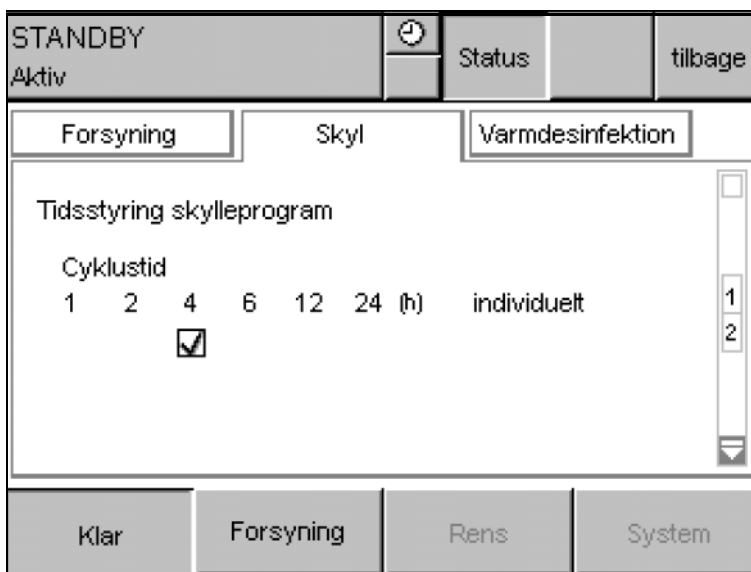 STANDBY
Aktiv
Status
tilbage
Forsyning
Skyl
Varmdesinfektion
Tidsstyring skylleprogram
Cyklustid
1 2 4 6 12 24 (h) individuelt
1
2
Klar
Forsyning
Rens
System